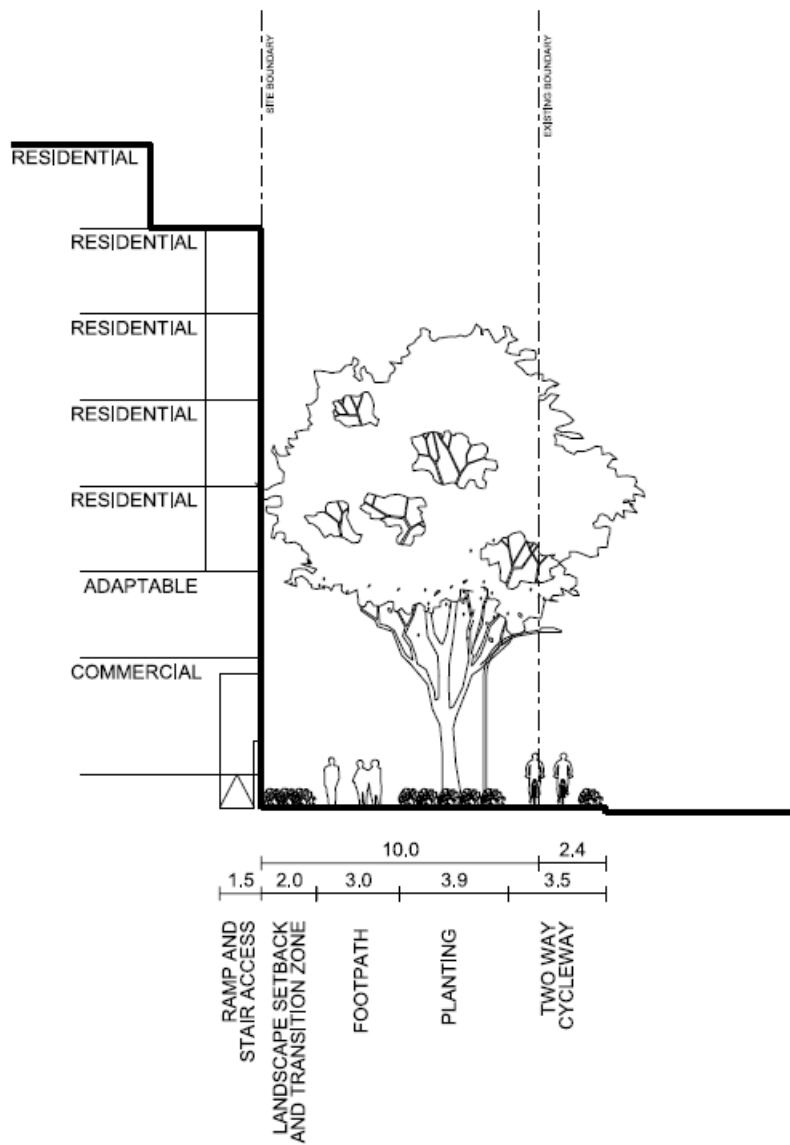 SITE BOUNDARY
EXISTING BOUNDARY
RESIDENTIAL
RESIDENTIAL
RESIDENTIAL
RESIDENTIAL
RESIDENTIAL
ADAPTABLE
COMMERCIAL
10.0
2.4
1.5
2.0
3.0
3.9
3.5
RAMP AND
STAIR ACCESS
LANDSCAPE SETBACK
AND TRANSITION ZONE
FOOTPATH
PLANTING
TWO WAY
CYCLEWAY